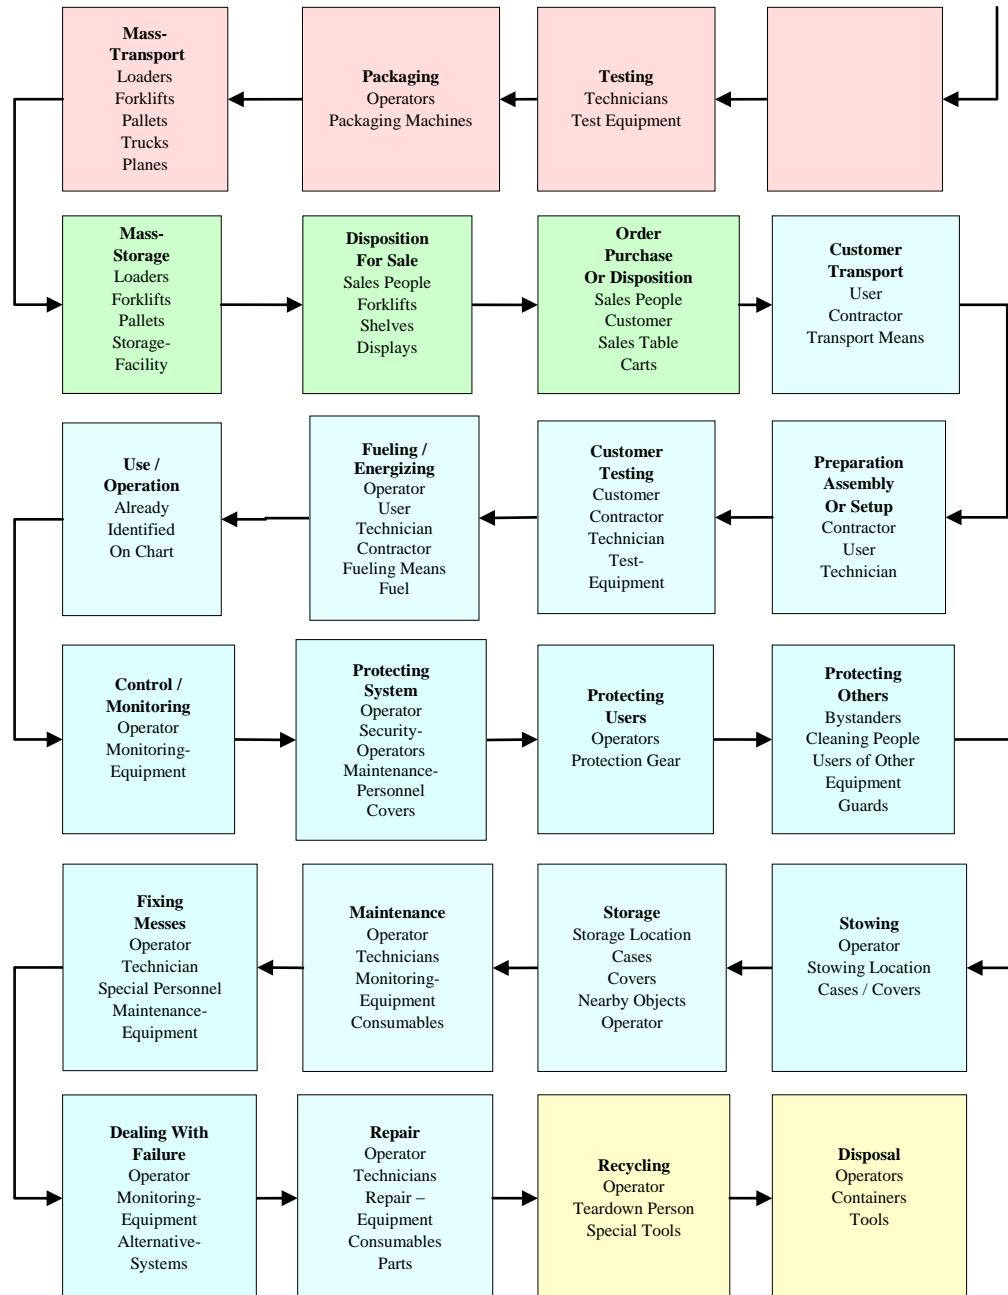 Mass-
Transport
Loaders
Forklifts
Pallets
Trucks
Planes
Packaging
Operators
Packaging Machines
Testing
Technicians
Test Equipment
Mass-
Storage
Loaders
Forklifts
Pallets
Storage-
Facility
Disposition
For Sale
Sales People
Forklifts
Shelves
Displays
Order
Purchase
Or Disposition
Sales People
Customer
Sales Table
Carts
Customer
Transport
User
Contractor
Transport Means
Use /
Operation
Already
Identified
On Chart
Fueling /
Energizing
Operator
User
Technician
Contractor
Fueling Means
Fuel
Customer
Testing
Customer
Contractor
Technician
Test-
Equipment
Preparation
Assembly
Or Setup
Contractor
User
Technician
Control /
Monitoring
Operator
Monitoring-
Equipment
Protecting
System
Operator
Security-
Operators
Maintenance-
Personnel
Covers
Protecting
Users
Operators
Protection Gear
Protecting
Others
Bystanders
Cleaning People
Users of Other
Equipment
Guards
Fixing
Messes
Operator
Technician
Special Personnel
Maintenance-
Equipment
Maintenance
Operator
Technicians
Monitoring-
Equipment
Consumables
Storage
Storage Location
Cases
Covers
Nearby Objects
Operator
Stowing
Operator
Stowing Location
Cases / Covers
Dealing With
Failure
Operator
Monitoring-
Equipment
Alternative-
Systems
Repair
Operator
Technicians
Repair –
Equipment
Consumables
Parts
Recycling
Operator
Teardown Person
Special Tools
Disposal
Operators
Containers
Tools